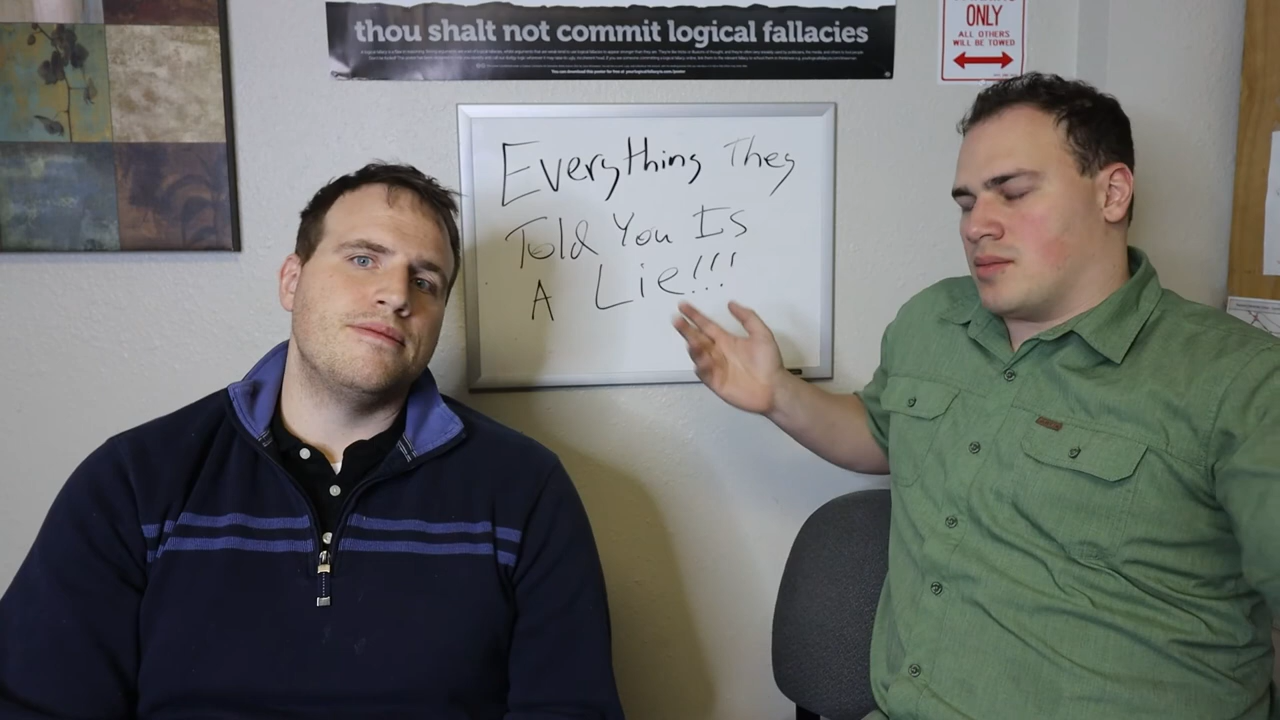 thou shalt not commit logical fallacies
ONLY
ALL OTHERS
WILL BE TOWED
Everything They
Told You Is
A Lie!!!